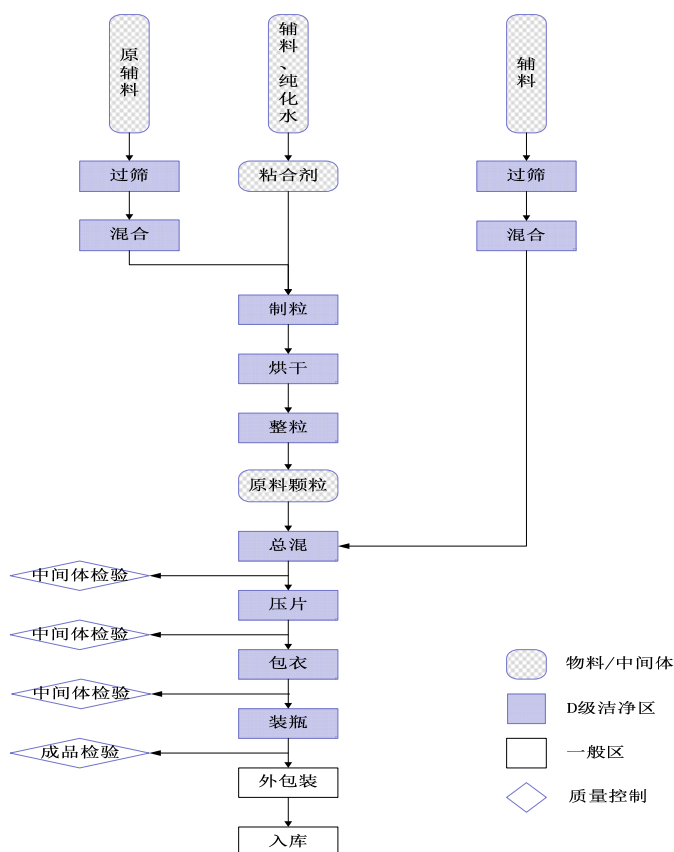 原辅料
辅料、纯化水
辅料
过筛
粘合剂
过筛
混合
混合
制粒
烘干
整粒
原料颗粒
总混
中间体检验
压片
中间体检验
包衣
中间体检验
装瓶
成品检验
外包装
入库
物料/中间体
D级洁净区
一般区
质量控制